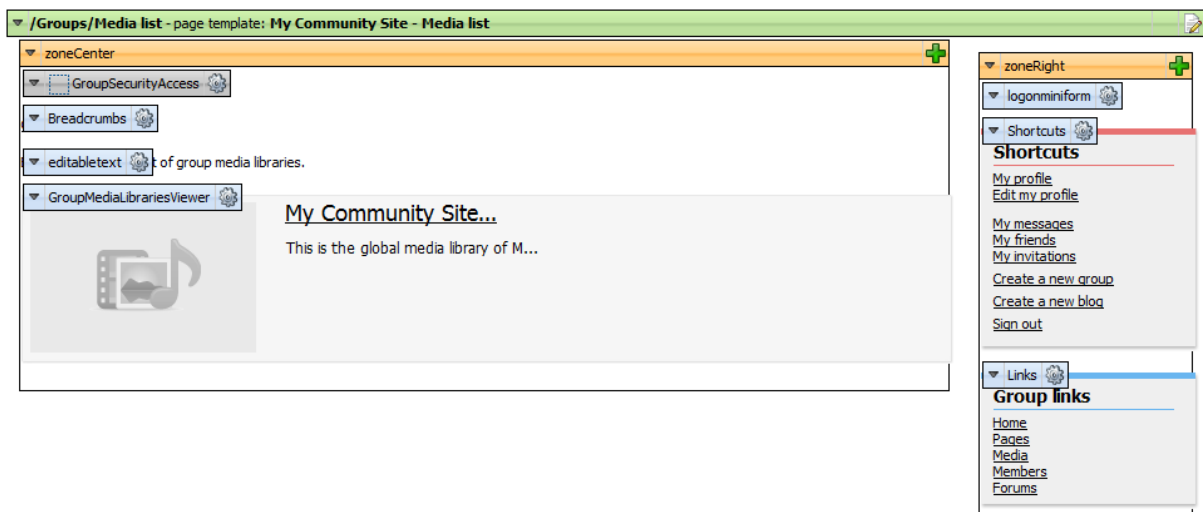 /Groups/Media list - page template: My Community Site - Media list
zoneCenter
GroupSecurityAccess
Breadcrumbs
editabletext
of group media libraries.
GroupMediaLibrariesViewer
My Community Site...
This is the global media library of M...
zoneRight
logonminiform
Shortcuts
Shortcuts
My profile
Edit my profile
My messages
My friends
My invitations
Create a new group
Create a new blog
Sign out
Links
Group links
Home
Pages
Media
Members
Forums